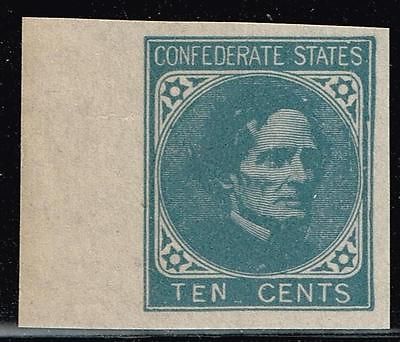 CONFEDERATE STATES
TEN CENTS